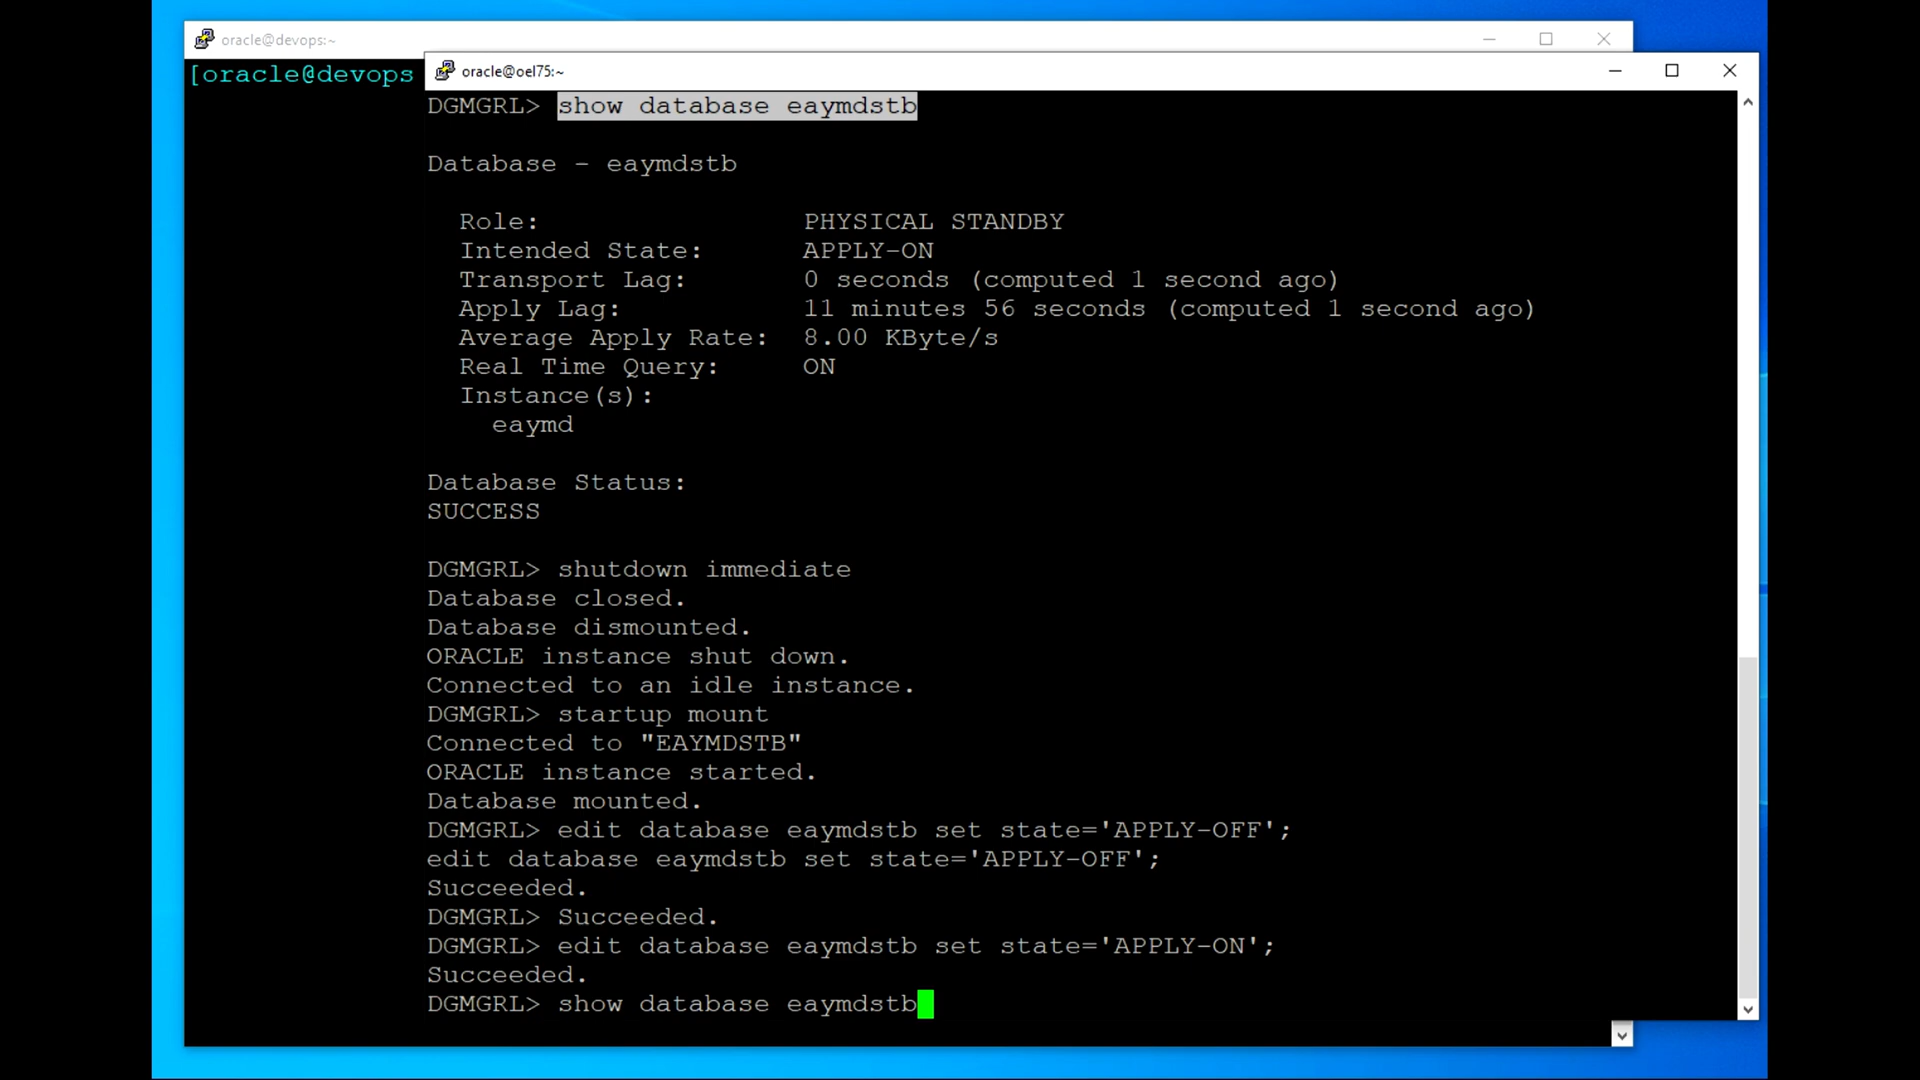 oracle@devops:~
[oracle@devops
oracle@oel75:~
DGMGRL> show database eaymdstb
Database - eaymdstb
Role: PHYSICAL STANDBY
Intended State: APPLY-ON
Transport Lag: 0 seconds (computed 1 second ago)
Apply Lag: 11 minutes 56 seconds (computed 1 second ago)
Average Apply Rate: 8.00 KByte/s
Real Time Query: ON
Instance(s):
eaymd
Database Status:
SUCCESS
DGMGRL> shutdown immediate
Database closed.
Database dismounted.
ORACLE instance shut down.
Connected to an idle instance.
DGMGRL> startup mount
Connected to "EAYMDSTB"
ORACLE instance started.
Database mounted.
DGMGRL> edit database eaymdstb set state='APPLY-OFF';
edit database eaymdstb set state='APPLY-OFF';
Succeeded.
DGMGRL> Succeeded.
DGMGRL> edit database eaymdstb set state='APPLY-ON';
Succeeded.
DGMGRL> show database eaymdstb